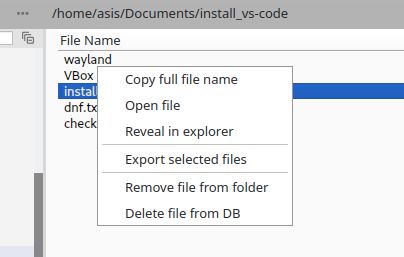 /home/asis/Documents/install_vs-code
File Name
wayland
VBox
install
dnf.tx
check
Copy full file name
Open file
Reveal in explorer
Export selected files
Remove file from folder
Delete file from DB